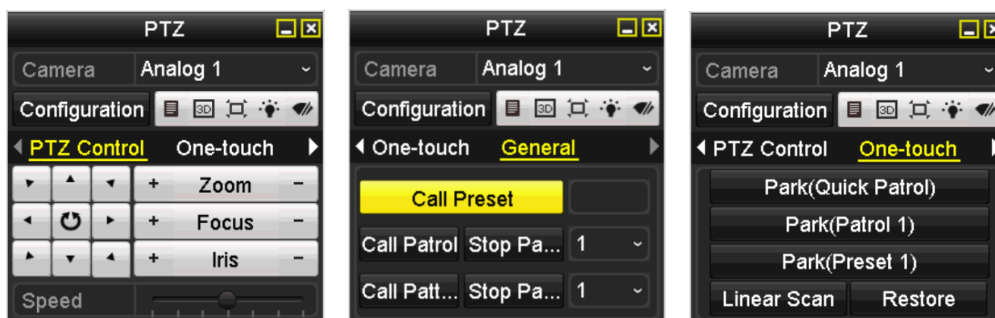 PTZ
Camera Analog 1
Configuration 3D
PTZ Control One-touch
+ Zoom -
+ Focus -
+ Iris -
Speed
PTZ
Camera Analog 1
Configuration 3D
One-touch General
Call Preset
Call Patrol Stop Pa... 1
Call Patt... Stop Pa... 1
PTZ
Camera Analog 1
Configuration 3D
PTZ Control One-touch
Park(Quick Patrol)
Park(Patrol 1)
Park(Preset 1)
Linear Scan Restore